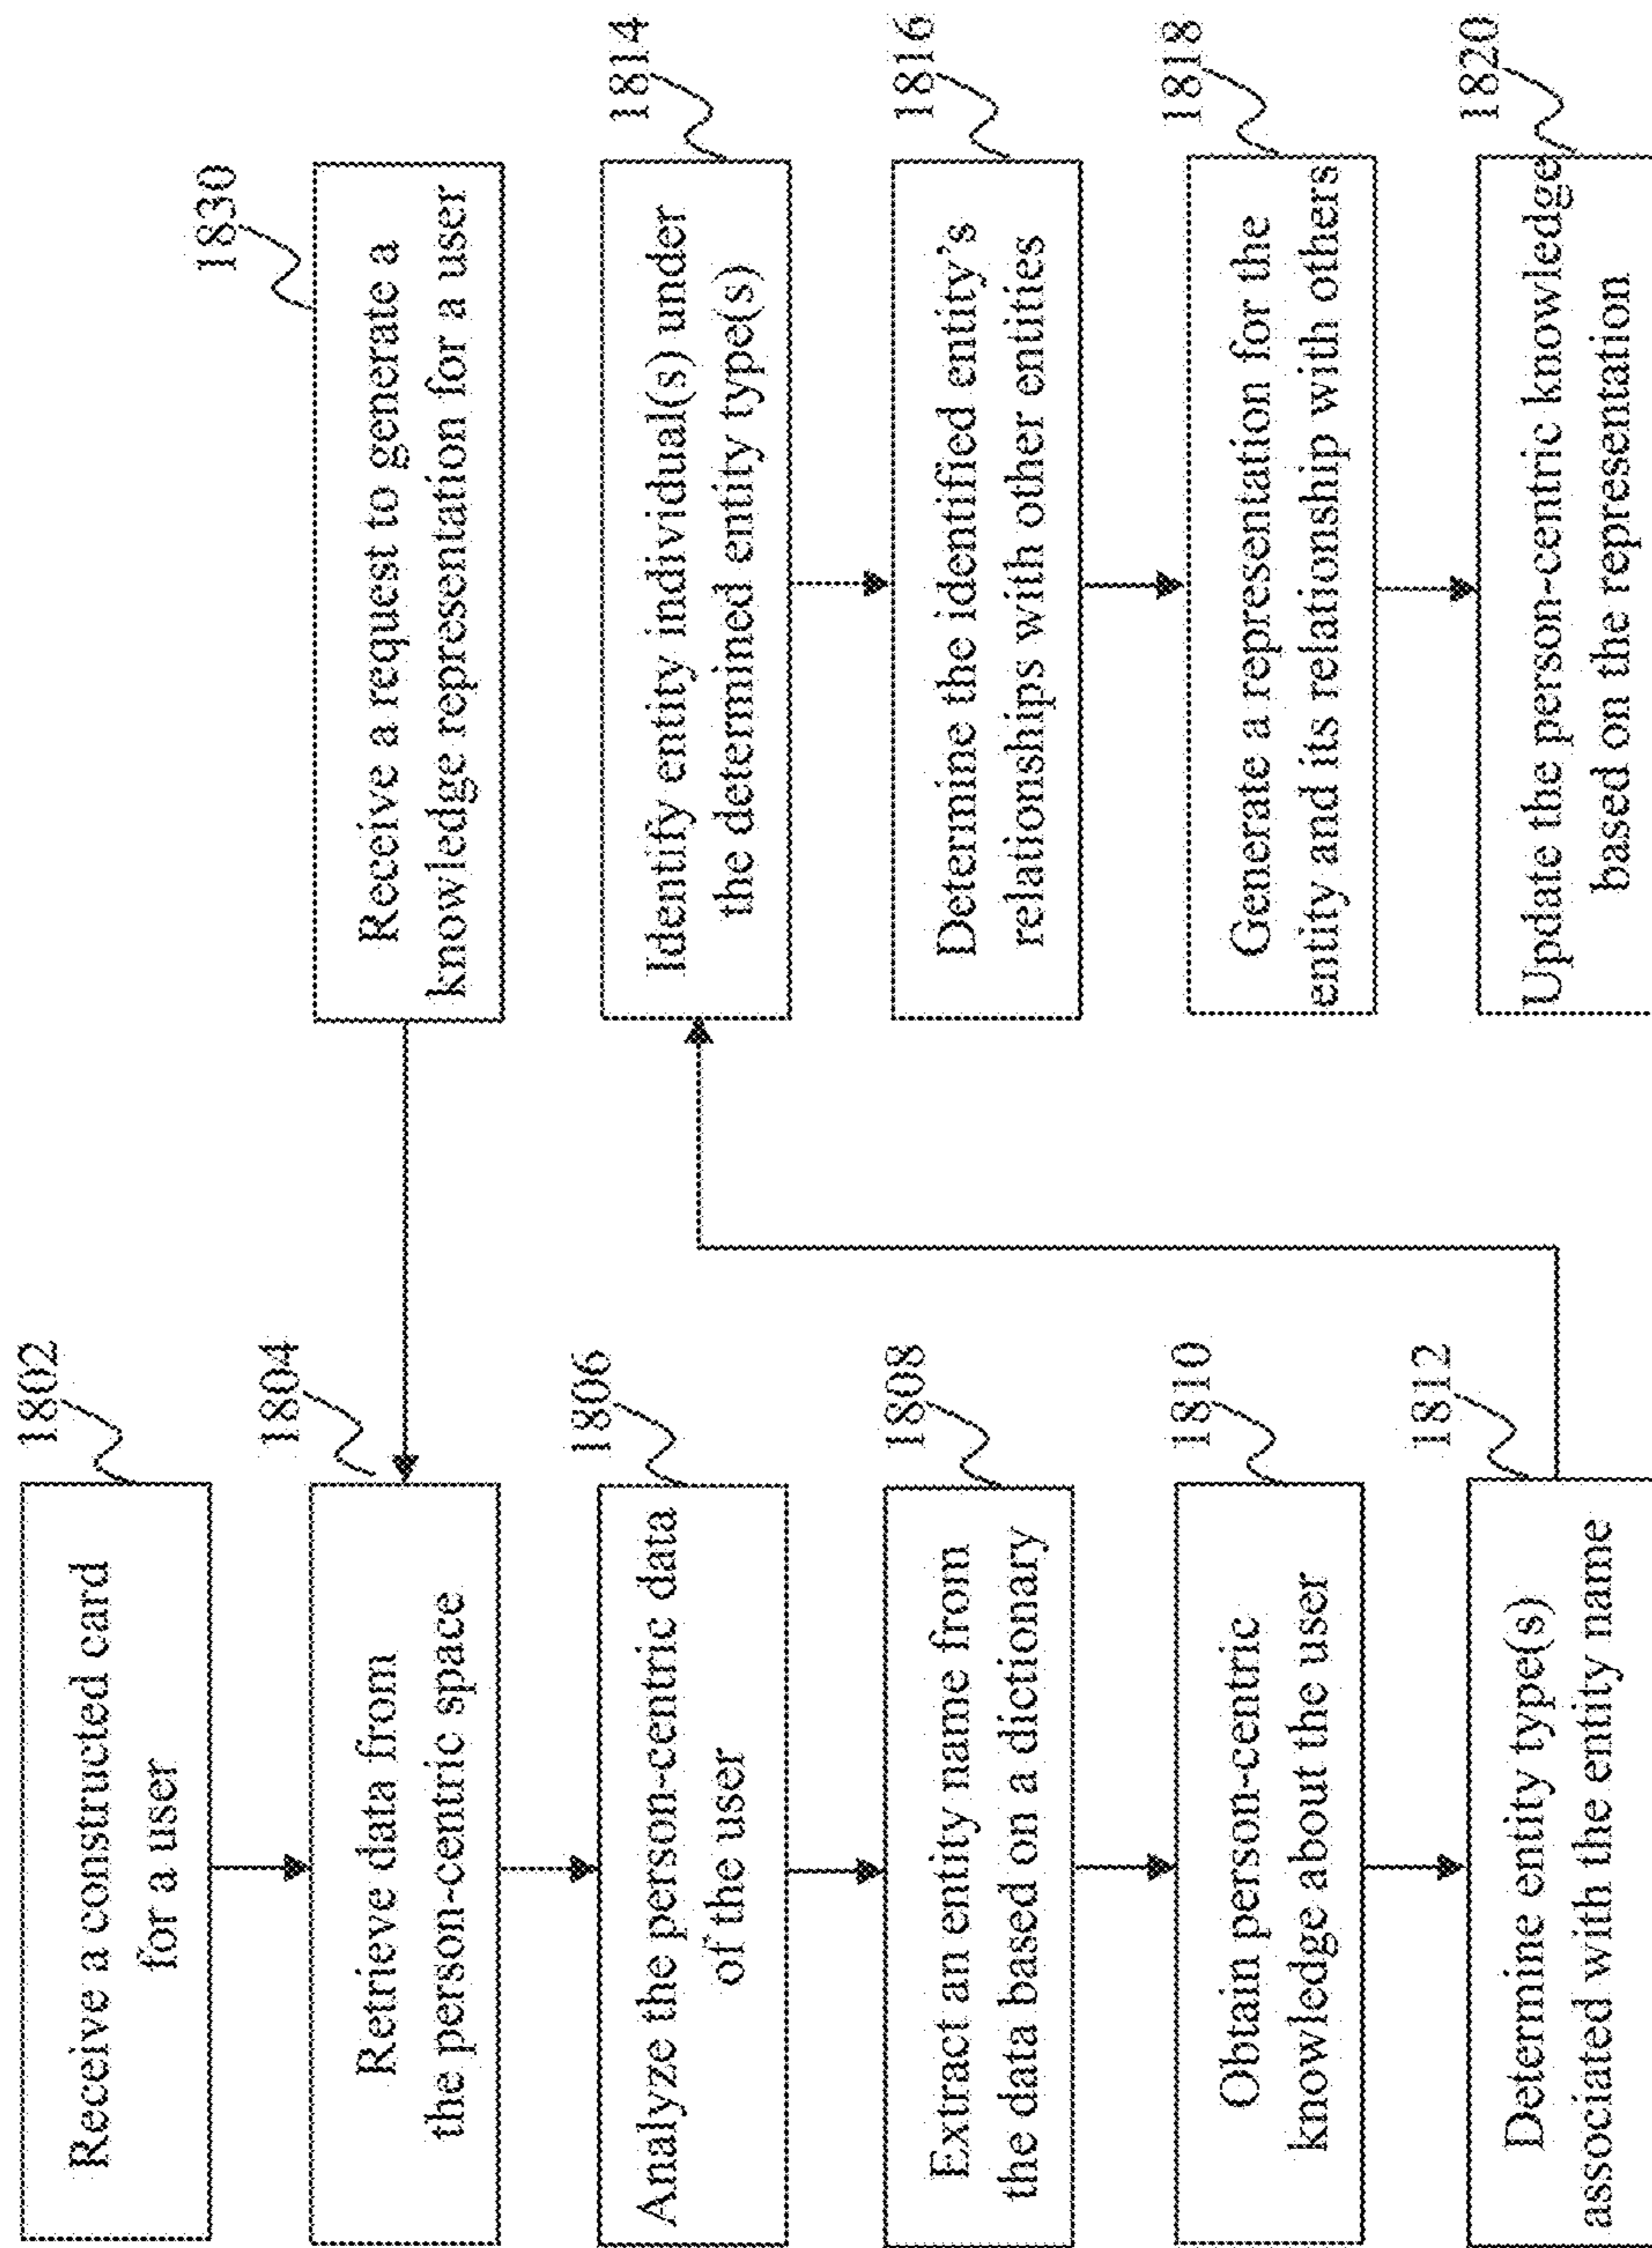 1802
Receive a constructed card
for a user
1804
Retrieve data from
the person-centric space
1806
Analyze the person-centric data
of the user
1808
Extract an entity name from
the data based on a dictionary
1810
Obtain person-centric
knowledge about the user
1812
Determine entity type(s)
associated with the entity name
1830
Receive a request to generate a
knowledge representation for a user
1814
Identify entity individual(s) under
the determined entity type(s)
1816
Determine the identified entity's
relationships with other entities
1818
Generate a representation for the
entity and its relationship with others
1820
Update the person-centric knowledge
based on the representation